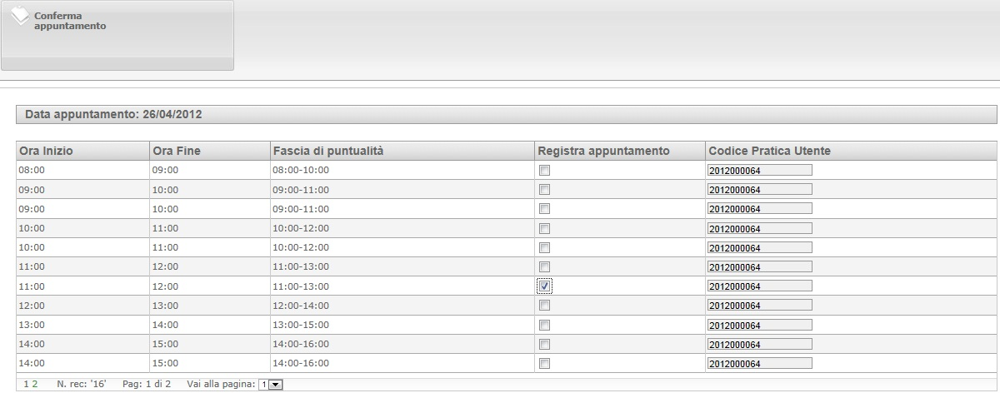 Conferma
appuntamento
Data appuntamento: 26/04/2012
Ora Inizio Ora Fine Fascia di puntualità Registra appuntamento Codice Pratica Utente
08:00 09:00 08:00-10:00 2012000064
09:00 10:00 09:00-11:00 2012000064
09:00 10:00 09:00-11:00 2012000064
10:00 11:00 10:00-12:00 2012000064
10:00 11:00 10:00-12:00 2012000064
11:00 12:00 11:00-13:00 2012000064
11:00 12:00 11:00-13:00 2012000064
12:00 13:00 12:00-14:00 2012000064
13:00 14:00 13:00-15:00 2012000064
14:00 15:00 14:00-16:00 2012000064
14:00 15:00 14:00-16:00 2012000064
1 2 N. rec: '16' Pag: 1 di 2 Vai alla pagina: 1